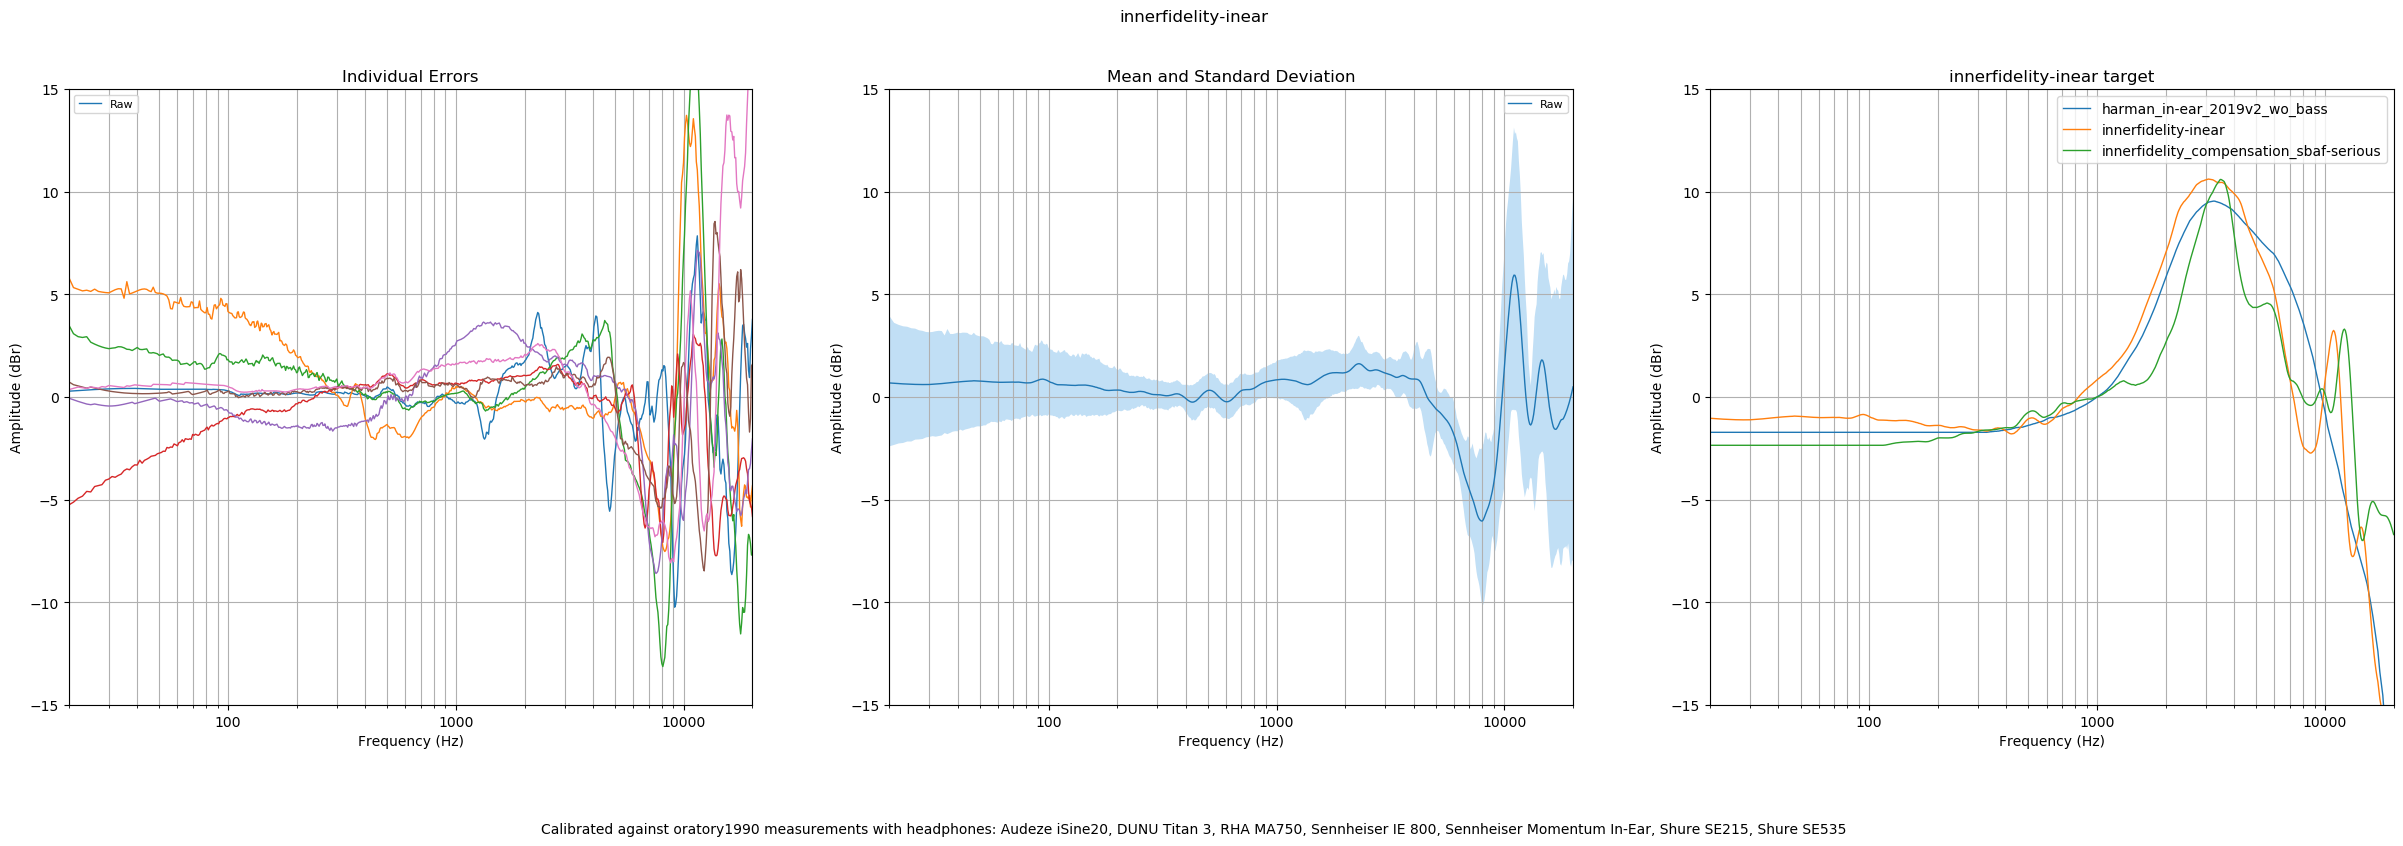 innerfidelity-inear
Individual Errors
15
10
5
0
−5
−10
−15
Amplitude (dBr)
Raw
100
1000
10000
Frequency (Hz)
Mean and Standard Deviation
15
10
5
0
−5
−10
−15
Amplitude (dBr)
Raw
100
1000
10000
Frequency (Hz)
innerfidelity-inear target
15
10
5
0
−5
−10
−15
Amplitude (dBr)
harman_in-ear_2019v2_wo_bass
innerfidelity-inear
innerfidelity_compensation_sbaf-serious
100
1000
10000
Frequency (Hz)
Calibrated against oratory1990 measurements with headphones: Audeze iSine20, DUNU Titan 3, RHA MA750, Sennheiser IE 800, Sennheiser Momentum In-Ear, Shure SE215, Shure SE535